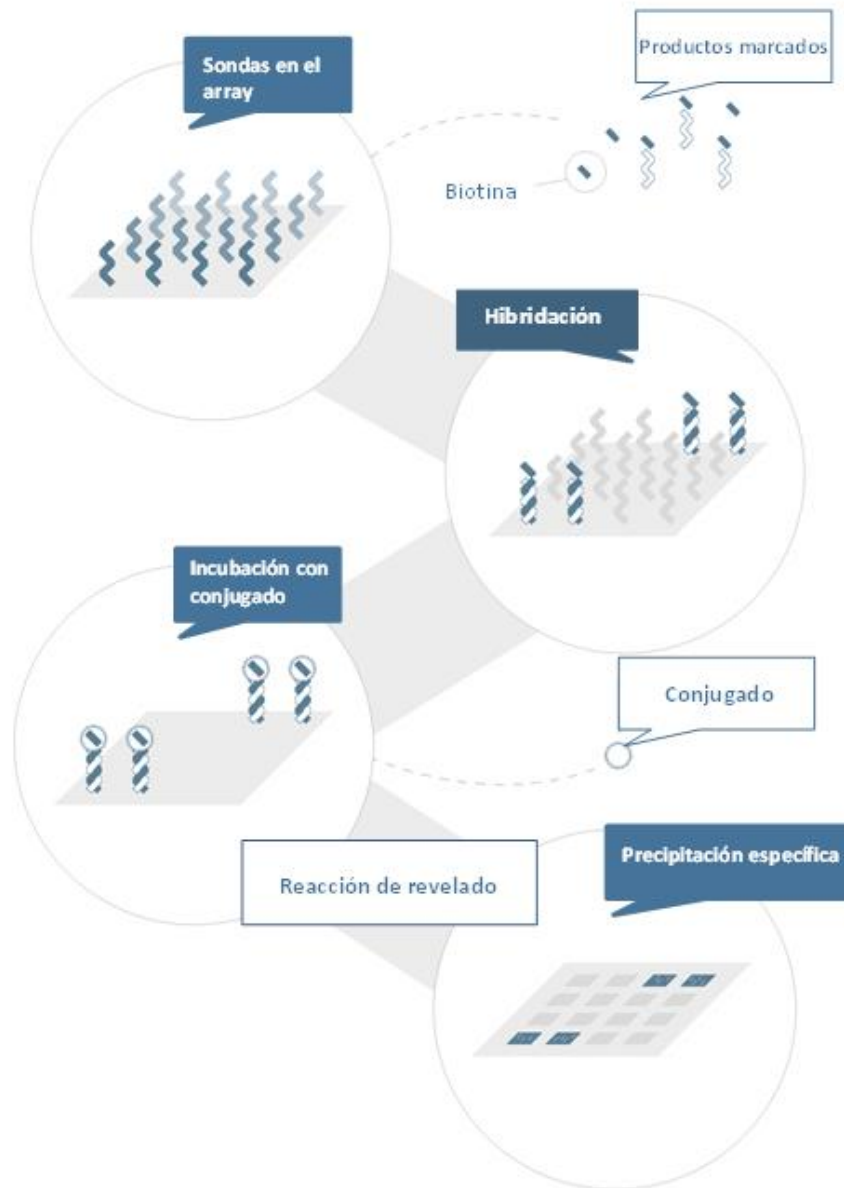 Productos marcados
Sondas en el
array
Biotina
Hibridación
Incubación con
conjugado
Conjugado
Precipitación específica
Reacción de revelado